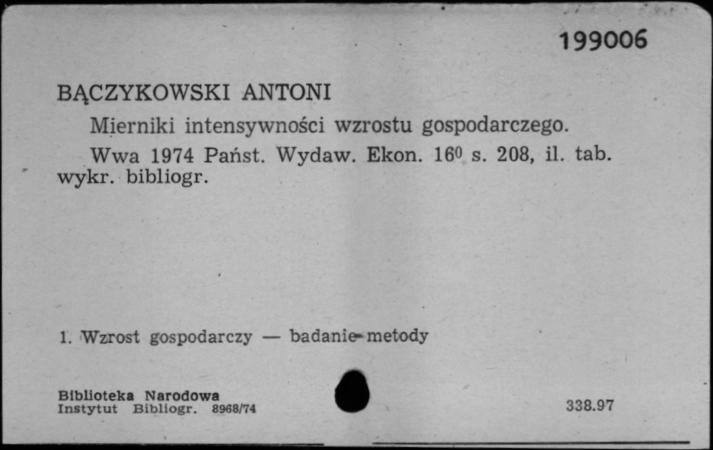 199006
BĄCZYKOWSKI ANTONI
Mierniki intensywności wzrostu gospodarczego.
Wwa 1974 Państ. Wydaw. Ekon. 16⁰ s. 208, il. tab.
wykr. bibliogr.
1. Wzrost gospodarczy — badanie-metody
Biblioteka Narodowa
Instytut Bibliogr. 8968/74
338.97